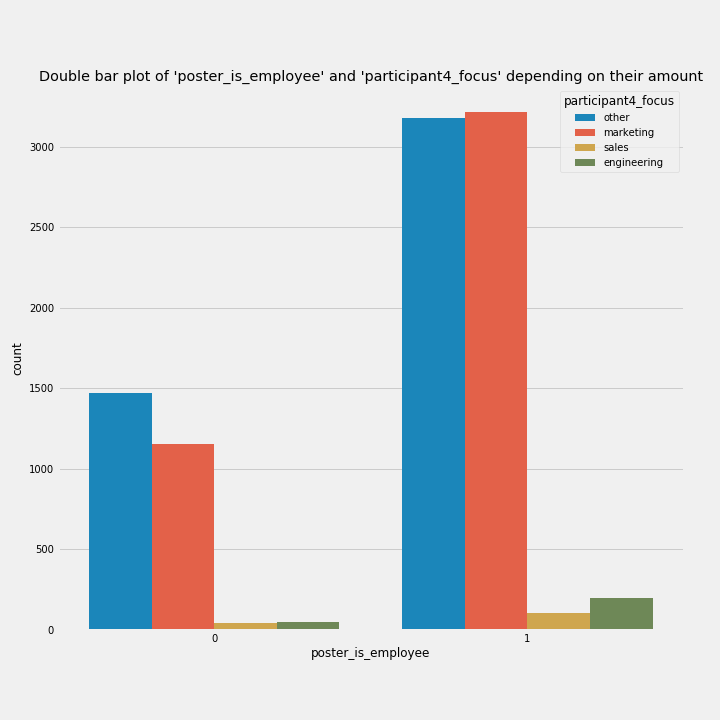 Double bar plot of 'poster_is_employee' and 'participant4_focus' depending on their amount
participant4_focus
other
marketing
sales
engineering
3000
2500
2000
1500
1000
500
0
count
0
1
poster_is_employee